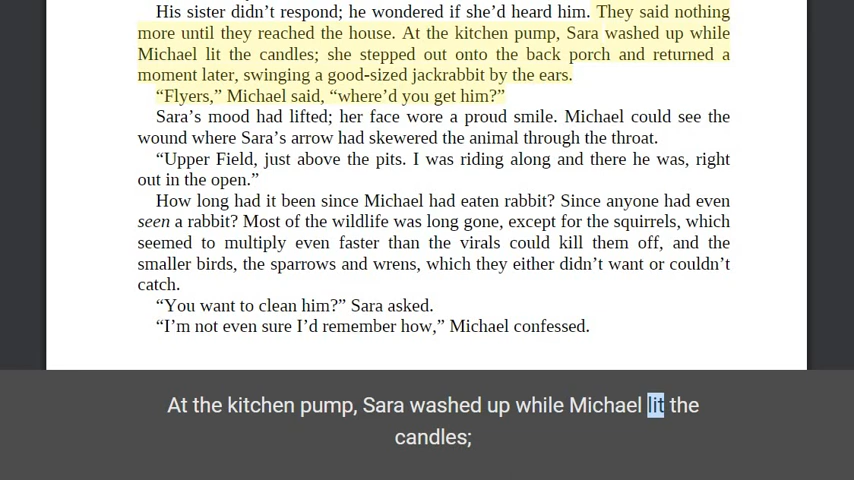 His sister didn’t respond; he wondered if she’d heard him. They said nothing
more until they reached the house. At the kitchen pump, Sara washed up while
Michael lit the candles; she stepped out onto the back porch and returned a
moment later, swinging a good-sized jackrabbit by the ears.
“Flyers,” Michael said, “where’d you get him?”
Sara’s mood had lifted; her face wore a proud smile. Michael could see the
wound where Sara’s arrow had skewered the animal through the throat.
“Upper Field, just above the pits. I was riding along and there he was, right
out in the open.”
How long had it been since Michael had eaten rabbit? Since anyone had even
seen a rabbit? Most of the wildlife was long gone, except for the squirrels, which
seemed to multiply even faster than the virals could kill them off, and the
smaller birds, the sparrows and wrens, which they either didn’t want or couldn’t
catch.
“You want to clean him?” Sara asked.
“I’m not even sure I’d remember how,” Michael confessed.
At the kitchen pump, Sara washed up while Michael lit the
candles;